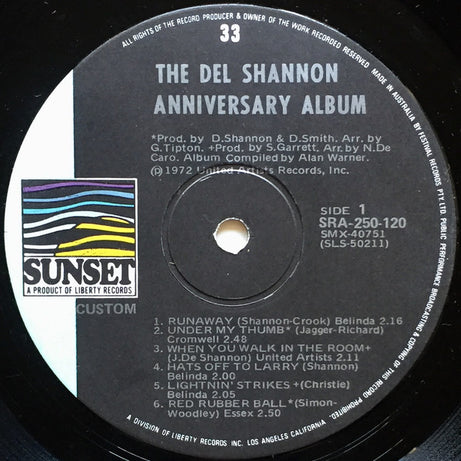 ALL RIGHTS OF THE RECORD PRODUCER & OWNER OF THE WORK RECORDED RESERVED. MADE IN AUSTRALIA BY FESTIVAL RECORDS PTY. LTD. PUBLIC PERFORMANCE BROADCASTING & COPYING OF THIS RECORD PROHIBITED.
33
THE DEL SHANNON
ANNIVERSARY ALBUM
*Prod. by D.Shannon & D.Smith. Arr. by
G.Tipton. +Prod. by S.Garrett, Arr. by N.De
Caro. Album Compiled by Alan Warner.
℗ 1972 United Artists Records, Inc.
SIDE 1
SRA-250-120
SMX-40751
(SLS-50211)
SUNSET
A PRODUCT OF LIBERTY RECORDS
CUSTOM
1. RUNAWAY (Shannon-Crook) Belinda 2.16
2. UNDER MY THUMB* (Jagger-Richard)
Cromwell 2.48
3. WHEN YOU WALK IN THE ROOM+
(J.De Shannon) United Artists 2.11
4. HATS OFF TO LARRY (Shannon)
Belinda 2.00
5. LIGHTNIN' STRIKES +(Christie)
Belinda 2.05
6. RED RUBBER BALL *(Simon-
Woodley) Essex 2.50
A DIVISION OF LIBERTY RECORDS INC. LOS ANGELES CALIFORNIA.